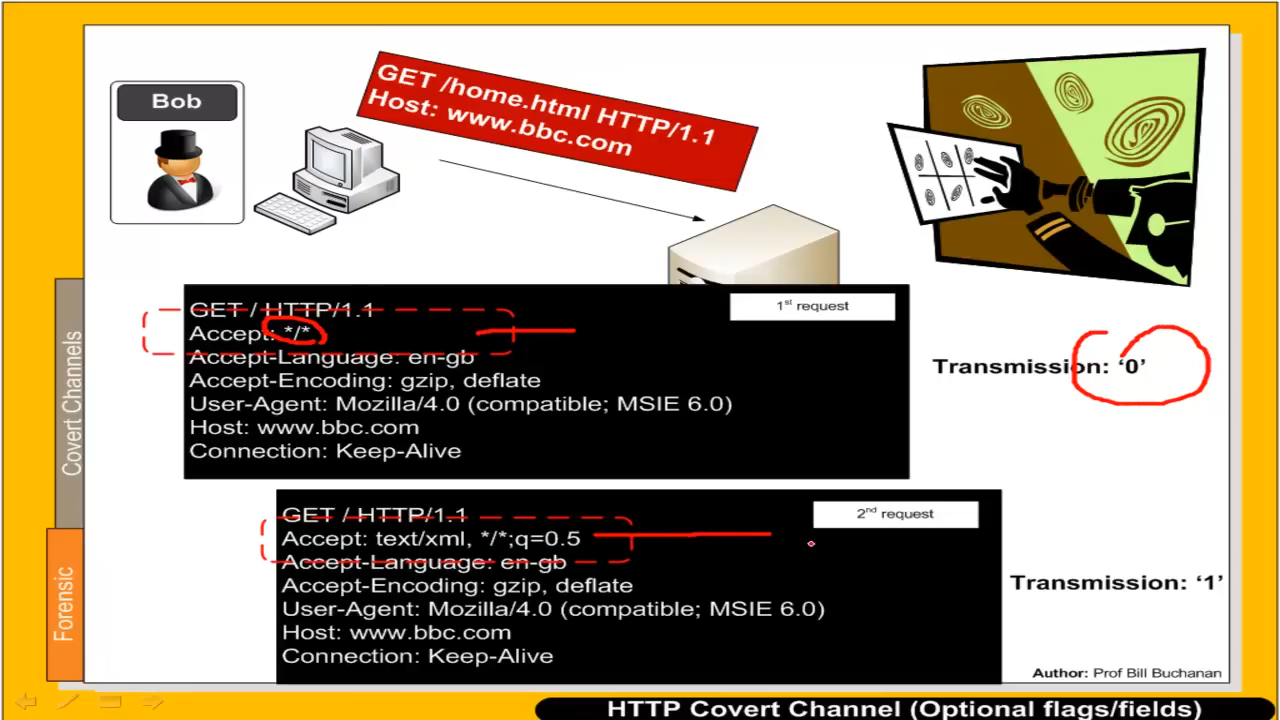 Bob
GET /home.html HTTP/1.1
Host: www.bbc.com
1st request
GET / HTTP/1.1
Accept: */*
Accept-Language: en-gb
Accept-Encoding: gzip, deflate
User-Agent: Mozilla/4.0 (compatible; MSIE 6.0)
Host: www.bbc.com
Connection: Keep-Alive
Transmission: ‘0’
2nd request
GET / HTTP/1.1
Accept: text/xml, */*;q=0.5
Accept-Language: en-gb
Accept-Encoding: gzip, deflate
User-Agent: Mozilla/4.0 (compatible; MSIE 6.0)
Host: www.bbc.com
Connection: Keep-Alive
Transmission: ‘1’
Covert Channels
Forensic
Author: Prof Bill Buchanan
HTTP Covert Channel (Optional flags/fields)